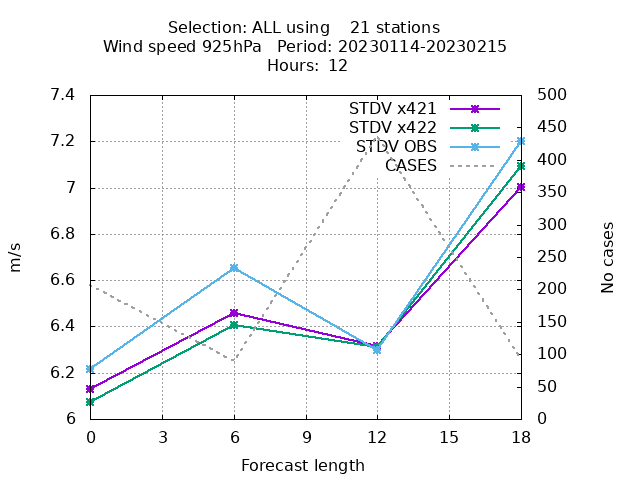 Selection: ALL using    21 stations
Wind speed 925hPa   Period: 20230114-20230215
Hours:  12
7.4
7.2
7
6.8
6.6
6.4
6.2
6
m/s
500
450
400
350
300
250
200
150
100
50
0
No cases
STDV x421
STDV x422
STDV OBS
CASES
0 3 6 9 12 15 18
Forecast length